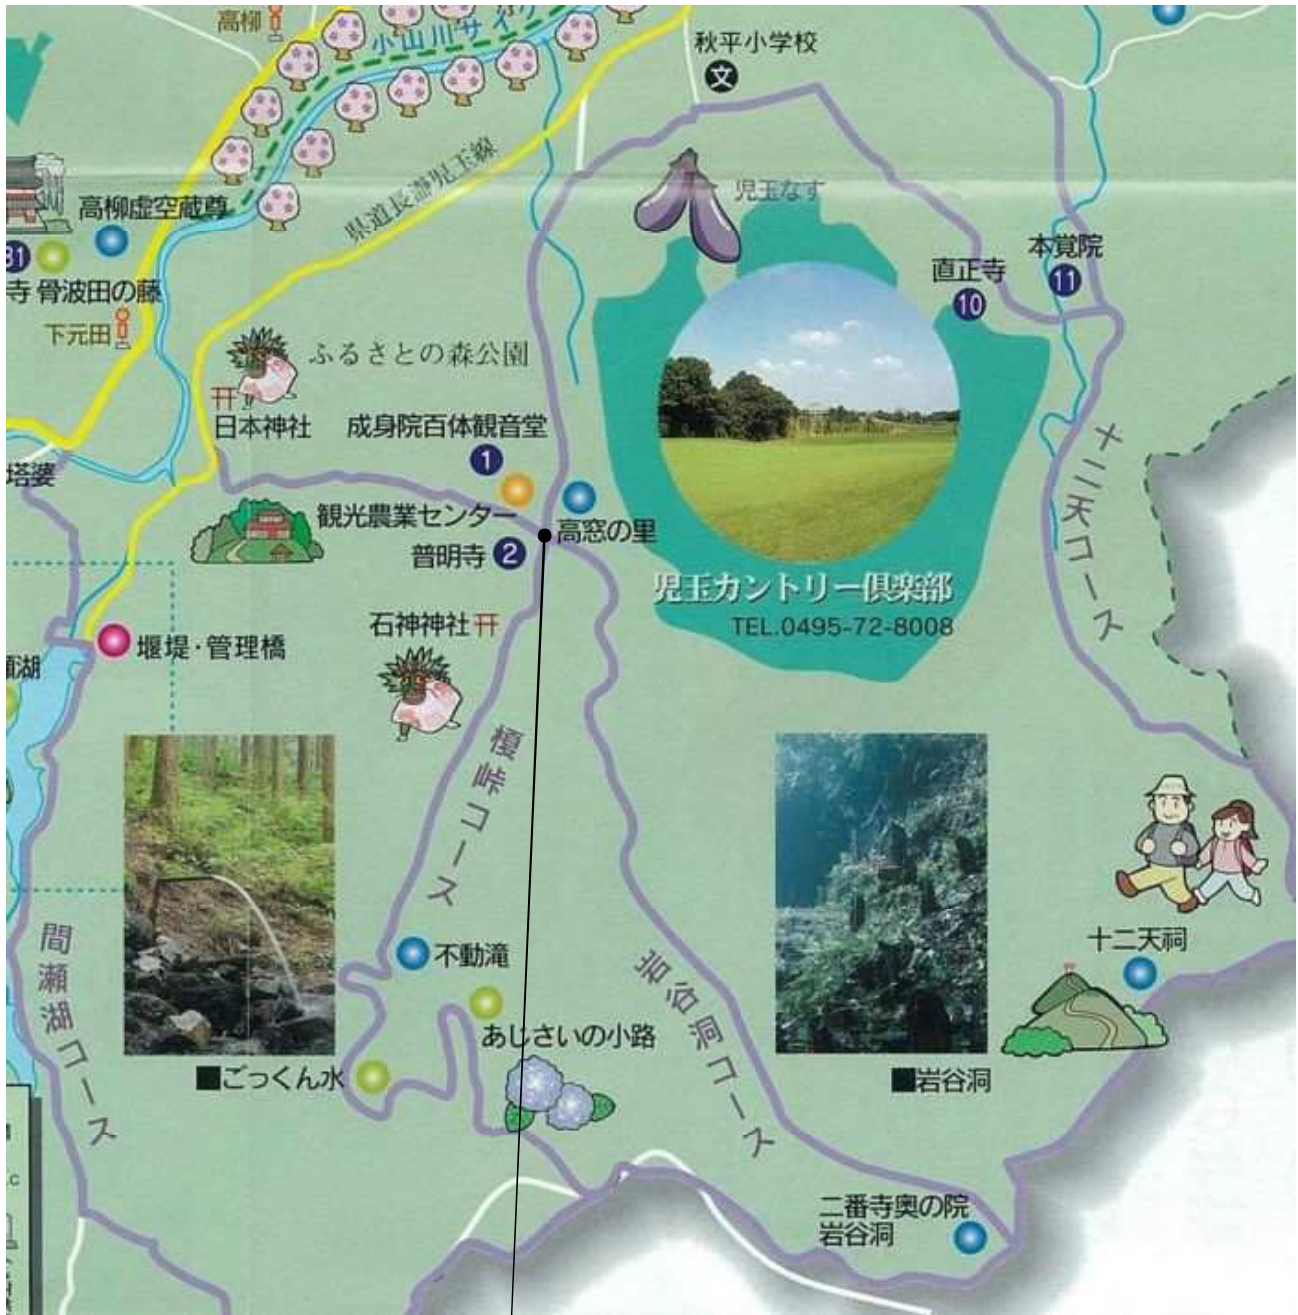 高柳
小山川サイク
秋平小学校
文
県道長瀞児玉線
児玉なす
高柳虚空蔵尊
31
寺 骨波田の藤
下元田
本覚院
11
直正寺
10
ふるさとの森公園
日本神社
成身院百体観音堂
1
塔婆
観光農業センター
高窓の里
普明寺 2
十二天コース
児玉カントリー倶楽部
TEL.0495-72-8008
石神神社
堰堤・管理橋
湖
榎峠コース
間瀬湖コース
不動滝
岩谷洞コース
十二天祠
あじさいの小路
■ごっくん水
■岩谷洞
二番寺奥の院
岩谷洞